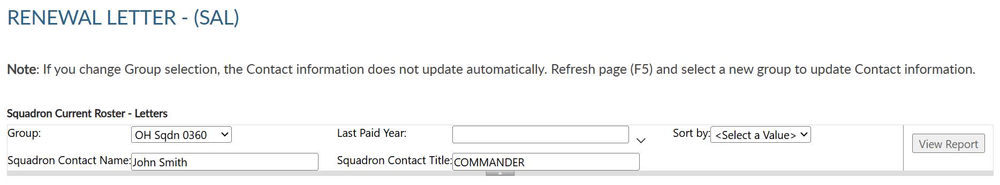 RENEWAL LETTER - (SAL)
Note: If you change Group selection, the Contact information does not update automatically. Refresh page (F5) and select a new group to update Contact information.
Squadron Current Roster - Letters
Group: OH Sqdn 0360 Last Paid Year: Sort by: <Select a Value> View Report
Squadron Contact Name: John Smith Squadron Contact Title: COMMANDER